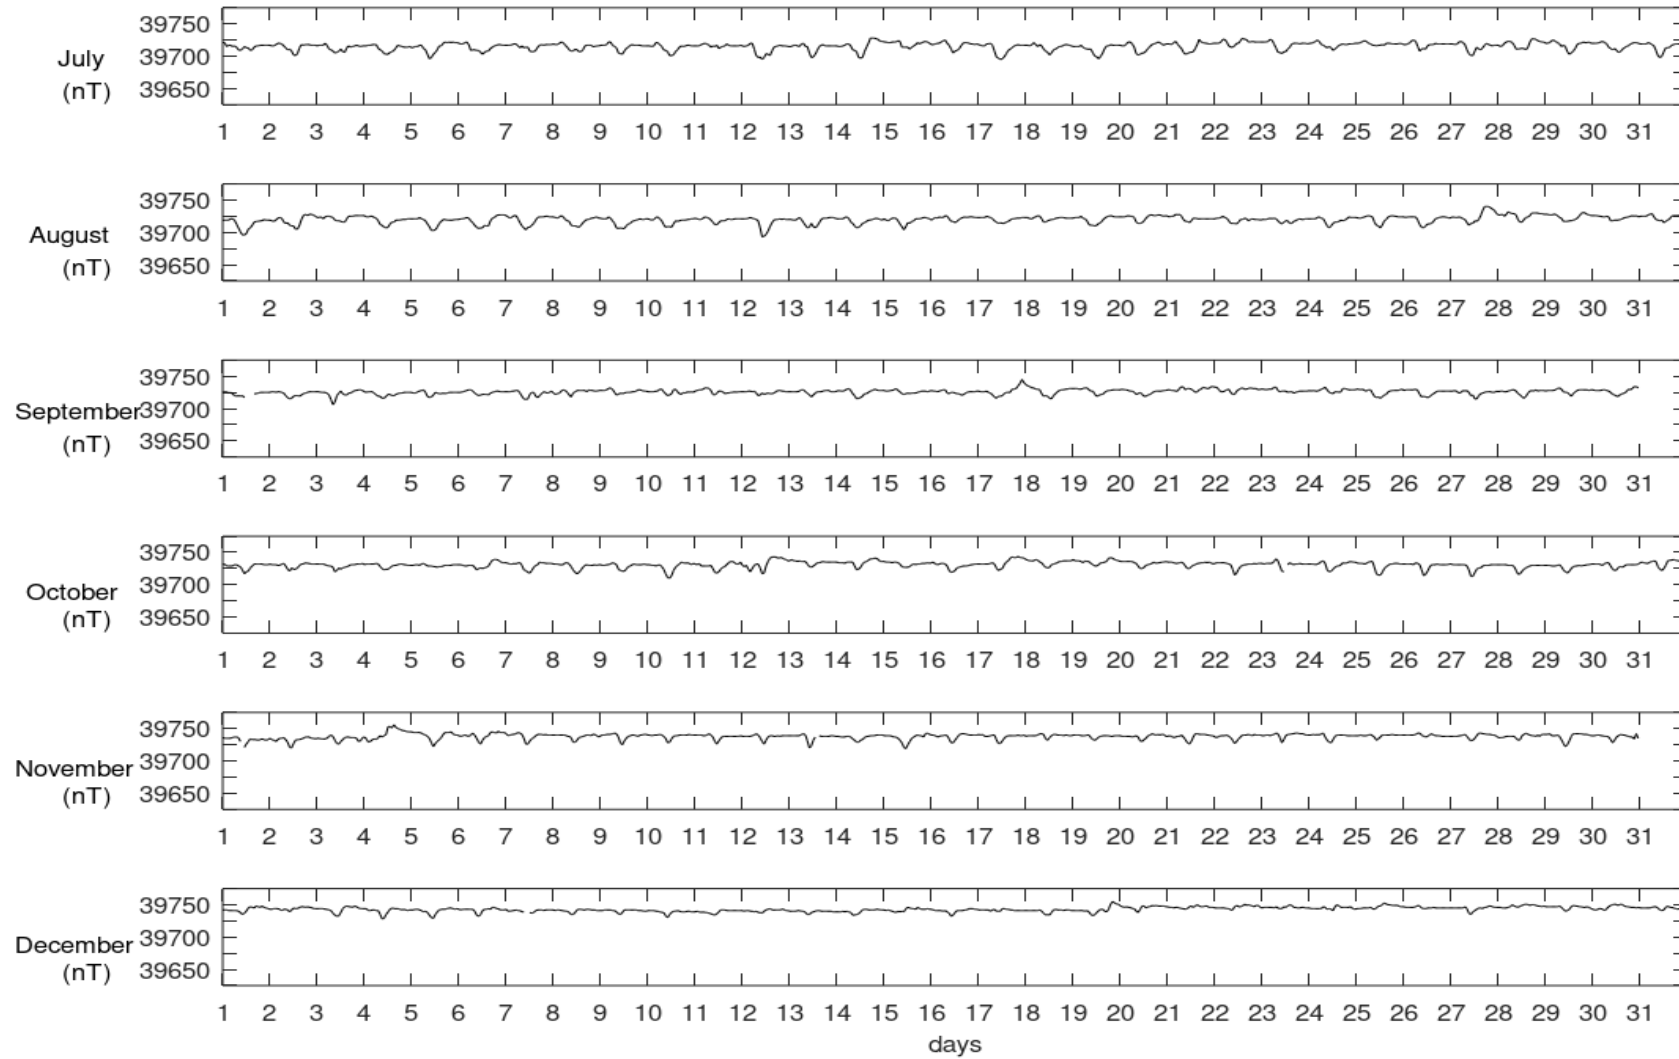 39750
July 39700
(nT) 39650
1 2 3 4 5 6 7 8 9 10 11 12 13 14 15 16 17 18 19 20 21 22 23 24 25 26 27 28 29 30 31
39750
August 39700
(nT) 39650
1 2 3 4 5 6 7 8 9 10 11 12 13 14 15 16 17 18 19 20 21 22 23 24 25 26 27 28 29 30 31
39750
September 39700
(nT) 39650
1 2 3 4 5 6 7 8 9 10 11 12 13 14 15 16 17 18 19 20 21 22 23 24 25 26 27 28 29 30 31
39750
October 39700
(nT) 39650
1 2 3 4 5 6 7 8 9 10 11 12 13 14 15 16 17 18 19 20 21 22 23 24 25 26 27 28 29 30 31
39750
November 39700
(nT) 39650
1 2 3 4 5 6 7 8 9 10 11 12 13 14 15 16 17 18 19 20 21 22 23 24 25 26 27 28 29 30 31
39750
December 39700
(nT) 39650
1 2 3 4 5 6 7 8 9 10 11 12 13 14 15 16 17 18 19 20 21 22 23 24 25 26 27 28 29 30 31
days